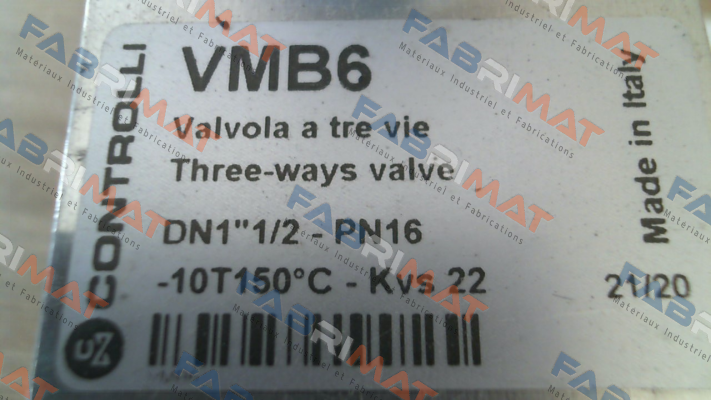 CONTROLLI
VMB6
Valvola a tre vie
Three-ways valve
DN1"1/2 - PN16
-10T150°C - Kvs 22
Made in Italy
21/20
FABRIMAT
Matériaux Industriel et Fabrications